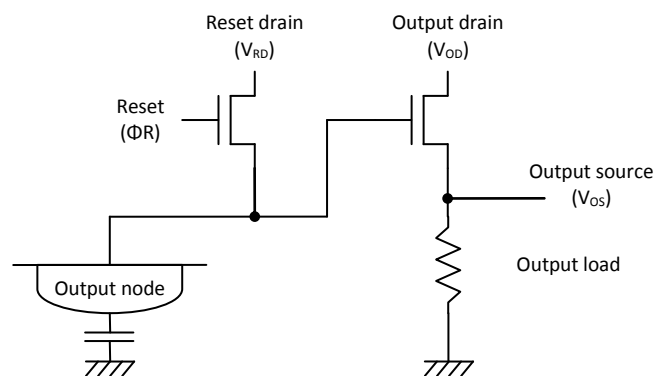 Reset drain
(VRD)
Output drain
(VOD)
Reset
(ΦR)
Output source
(VOS)
Output load
Output node